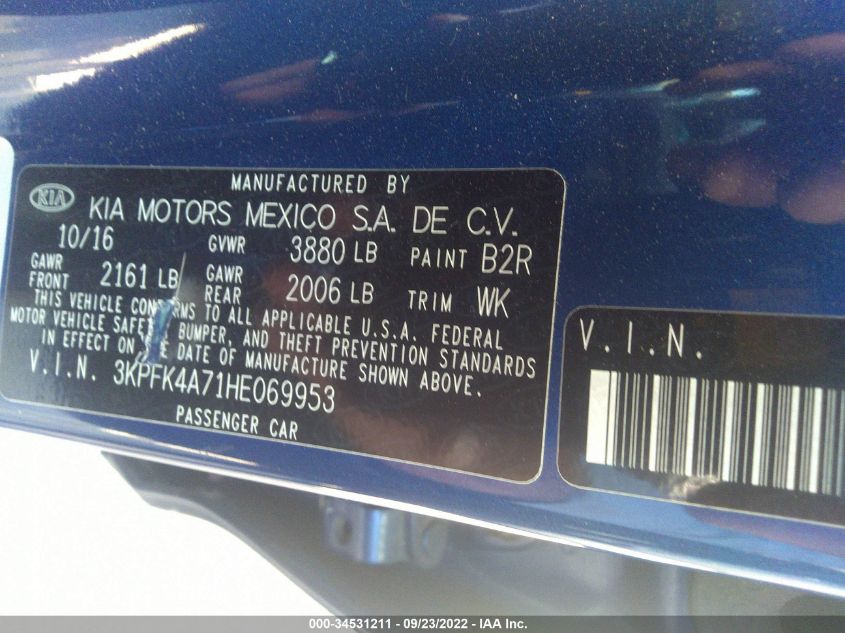 MANUFACTURED BY
KIA
KIA MOTORS MEXICO S.A. DE C.V.
10/16 GVWR 3880 LB PAINT B2R
GAWR FRONT 2161 LB GAWR REAR 2006 LB TRIM WK
THIS VEHICLE CONFORMS TO ALL APPLICABLE U.S.A. FEDERAL
MOTOR VEHICLE SAFETY, BUMPER, AND THEFT PREVENTION STANDARDS
IN EFFECT ON THE DATE OF MANUFACTURE SHOWN ABOVE.
V.I.N. 3KPFK4A71HE069953
PASSENGER CAR
V.I.N.
000-34531211 - 09/23/2022 - IAA Inc.